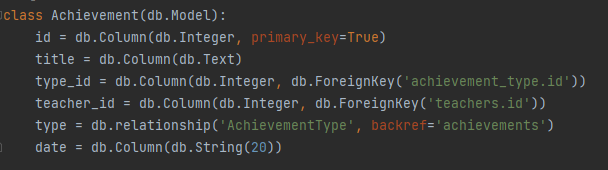 class Achievement(db.Model):
    id = db.Column(db.Integer, primary_key=True)
    title = db.Column(db.Text)
    type_id = db.Column(db.Integer, db.ForeignKey('achievement_type.id'))
    teacher_id = db.Column(db.Integer, db.ForeignKey('teachers.id'))
    type = db.relationship('AchievementType', backref='achievements')
    date = db.Column(db.String(20))